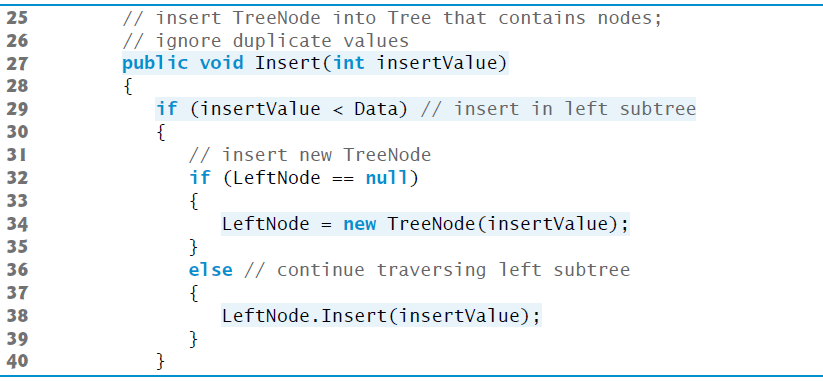 25 // insert TreeNode into Tree that contains nodes;
26 // ignore duplicate values
27 public void Insert(int insertValue)
28 {
29 if (insertValue < Data) // insert in left subtree
30 {
31 // insert new TreeNode
32 if (LeftNode == null)
33 {
34 LeftNode = new TreeNode(insertValue);
35 }
36 else // continue traversing left subtree
37 {
38 LeftNode.Insert(insertValue);
39 }
40 }